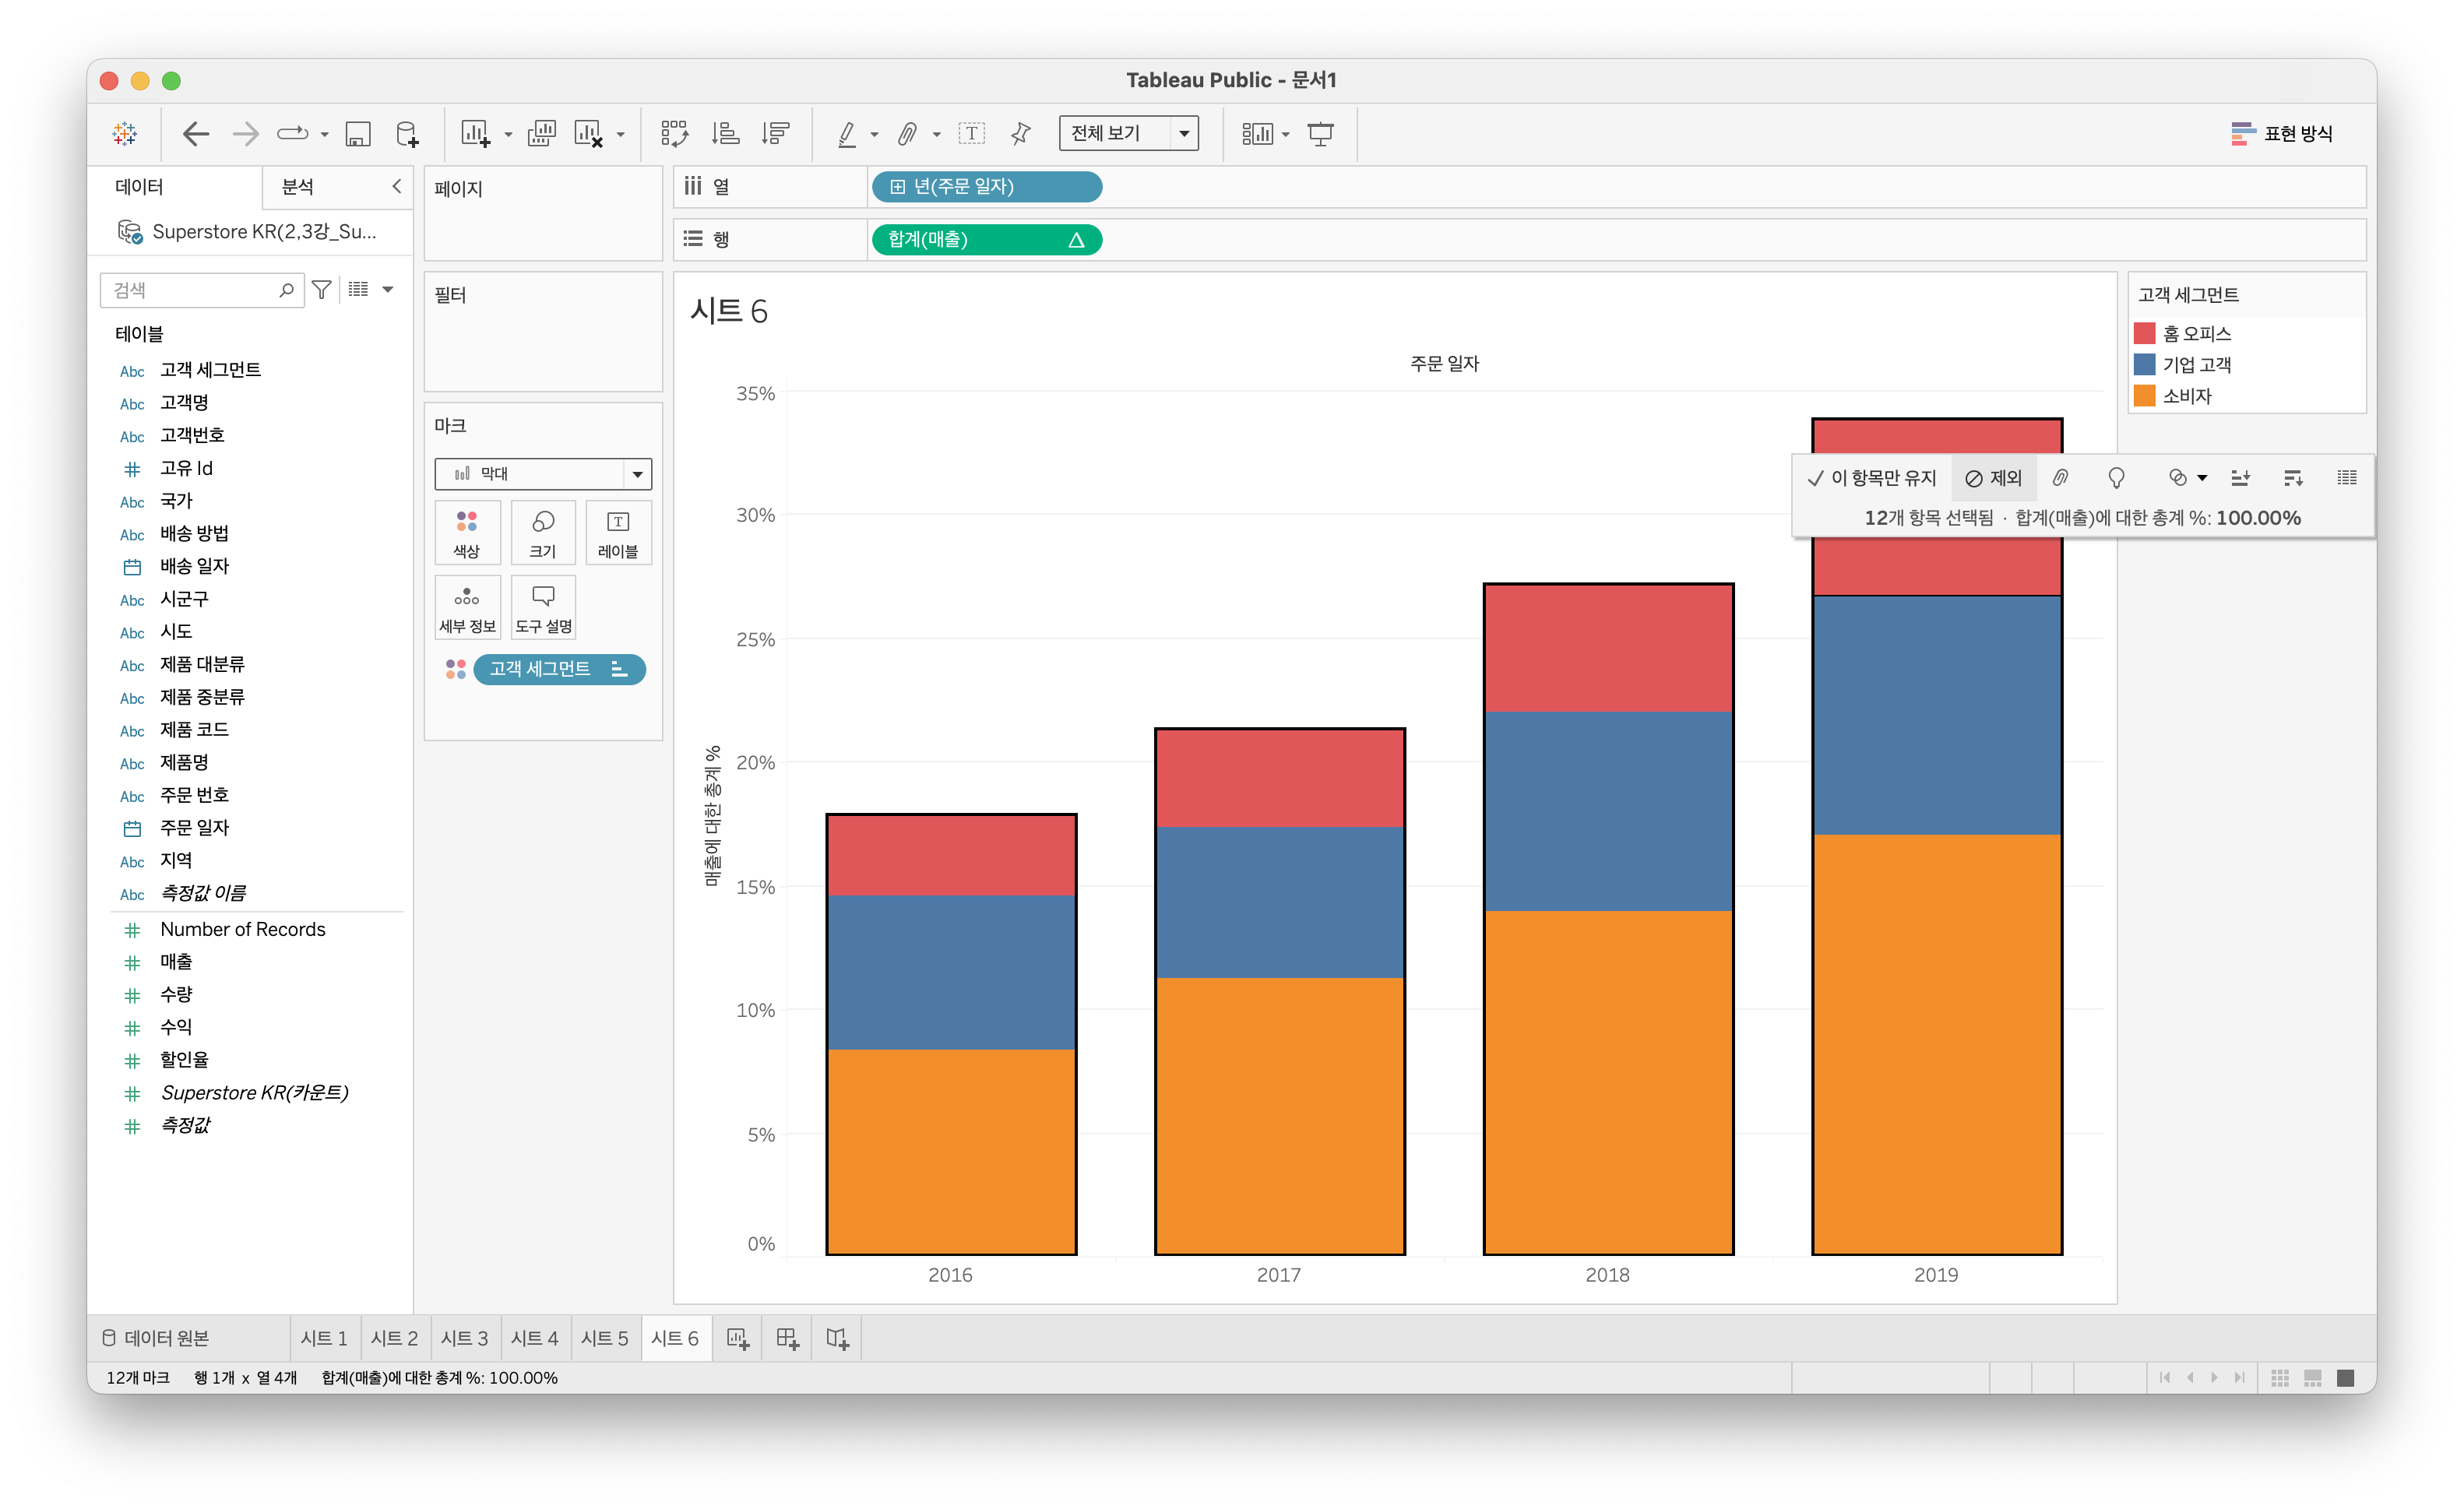 Tableau Public - 문서1
전체 보기
표현 방식
데이터
분석
Superstore KR(2,3강_Su...
검색
테이블
Abc 고객 세그먼트
Abc 고객명
Abc 고객번호
고유 Id
Abc 국가
Abc 배송 방법
배송 일자
Abc 시군구
Abc 시도
Abc 제품 대분류
Abc 제품 중분류
Abc 제품 코드
Abc 제품명
Abc 주문 번호
주문 일자
Abc 지역
Abc 측정값 이름
Number of Records
매출
수량
수익
할인율
Superstore KR(카운트)
측정값
페이지
필터
마크
막대
색상
크기
레이블
세부 정보
도구 설명
고객 세그먼트
열
년(주문 일자)
행
합계(매출)
시트 6
주문 일자
매출에 대한 총계 %
35%
30%
25%
20%
15%
10%
5%
0%
2016
2017
2018
2019
고객 세그먼트
홈 오피스
기업 고객
소비자
이 항목만 유지
제외
12개 항목 선택됨 · 합계(매출)에 대한 총계 %: 100.00%
데이터 원본
시트 1
시트 2
시트 3
시트 4
시트 5
시트 6
12개 마크
행 1개 x 열 4개
합계(매출)에 대한 총계 %: 100.00%